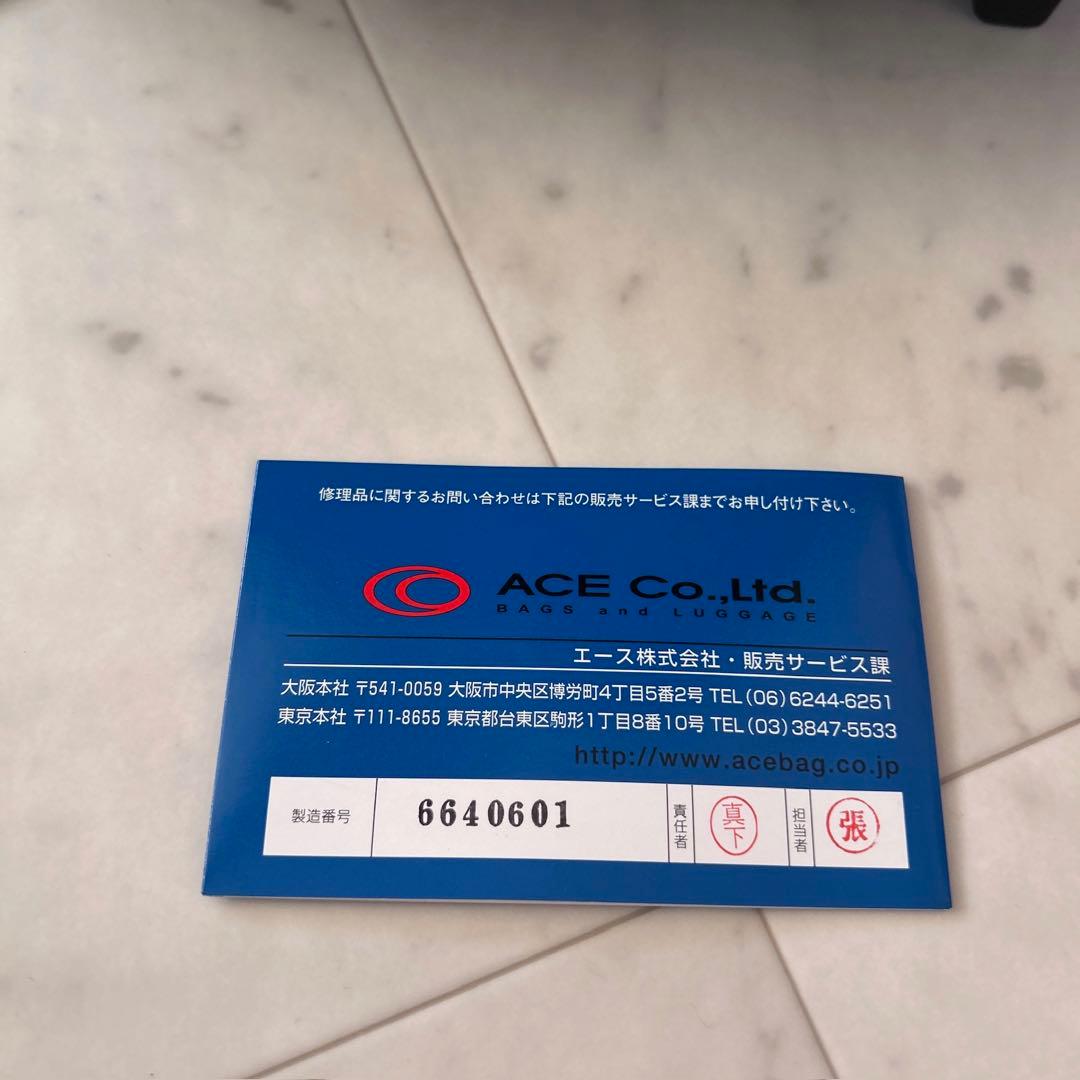 修理品に関するお問い合わせは下記の販売サービス課までお申し付け下さい。
ACE Co.,Ltd.
BAGS and LUGGAGE
エース株式会社・販売サービス課
大阪本社 〒541-0059 大阪市中央区博労町4丁目5番2号 TEL(06)6244-6251
東京本社 〒111-8655 東京都台東区駒形1丁目8番10号 TEL(03)3847-5533
http://www.acebag.co.jp
製造番号 6640601 責任者 真下 担当者 張